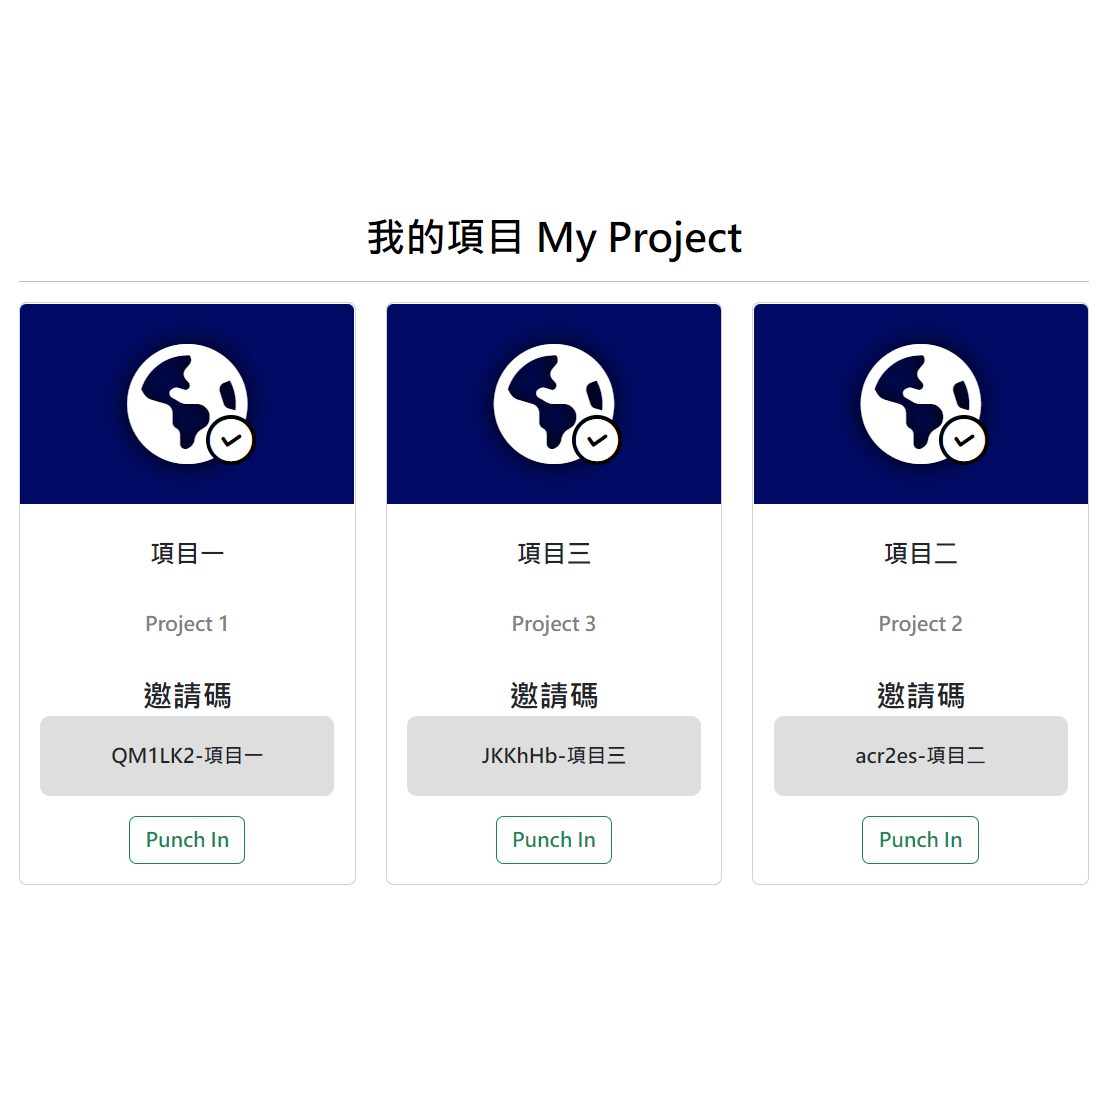 我的項目 My Project
項目一
Project 1
邀請碼
QM1LK2-項目一
Punch In
項目三
Project 3
邀請碼
JKKhHb-項目三
Punch In
項目二
Project 2
邀請碼
acr2es-項目二
Punch In